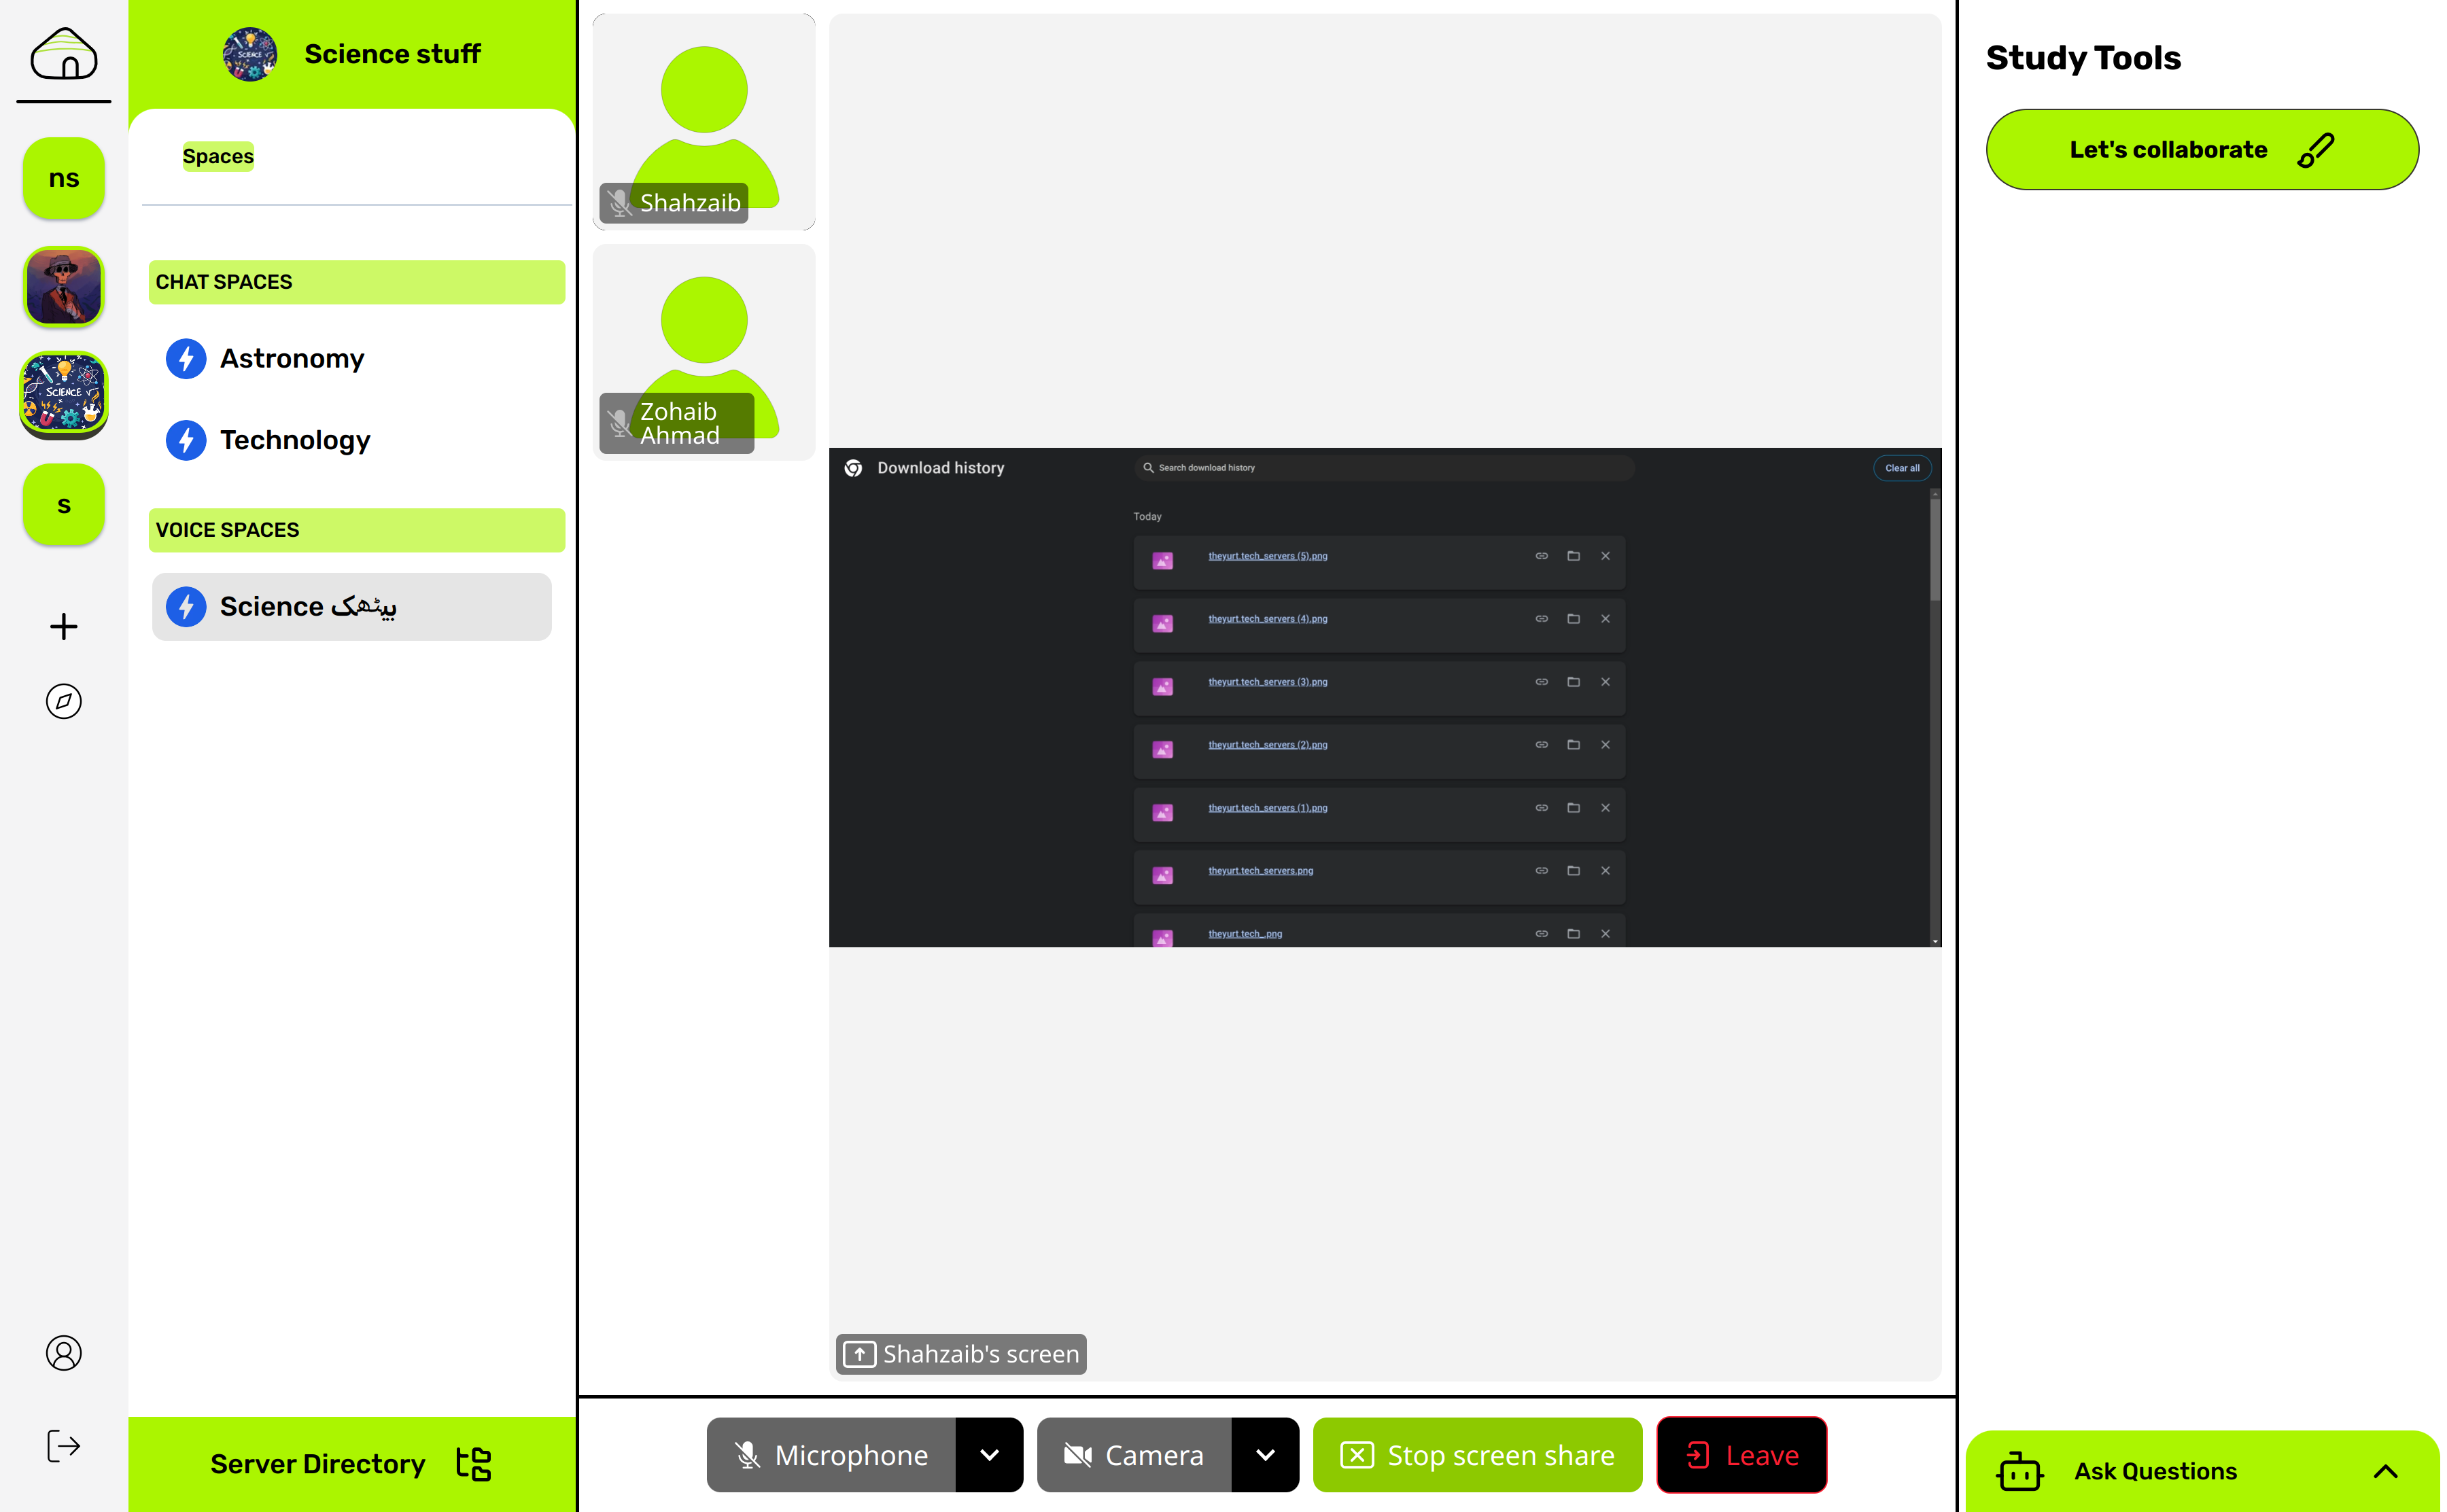 Science stuff
ns
s
SCIENCE
Spaces
CHAT SPACES
Astronomy
Technology
VOICE SPACES
Science بیٹھک
Server Directory
Shahzaib
Zohaib
Ahmad
Download history
Search download history
Clear all
Today
theyurt.tech_servers (5).png
theyurt.tech_servers (4).png
theyurt.tech_servers (3).png
theyurt.tech_servers (2).png
theyurt.tech_servers (1).png
theyurt.tech_servers.png
theyurt.tech_.png
Shahzaib's screen
Microphone
Camera
Stop screen share
Leave
Study Tools
Let's collaborate
Ask Questions